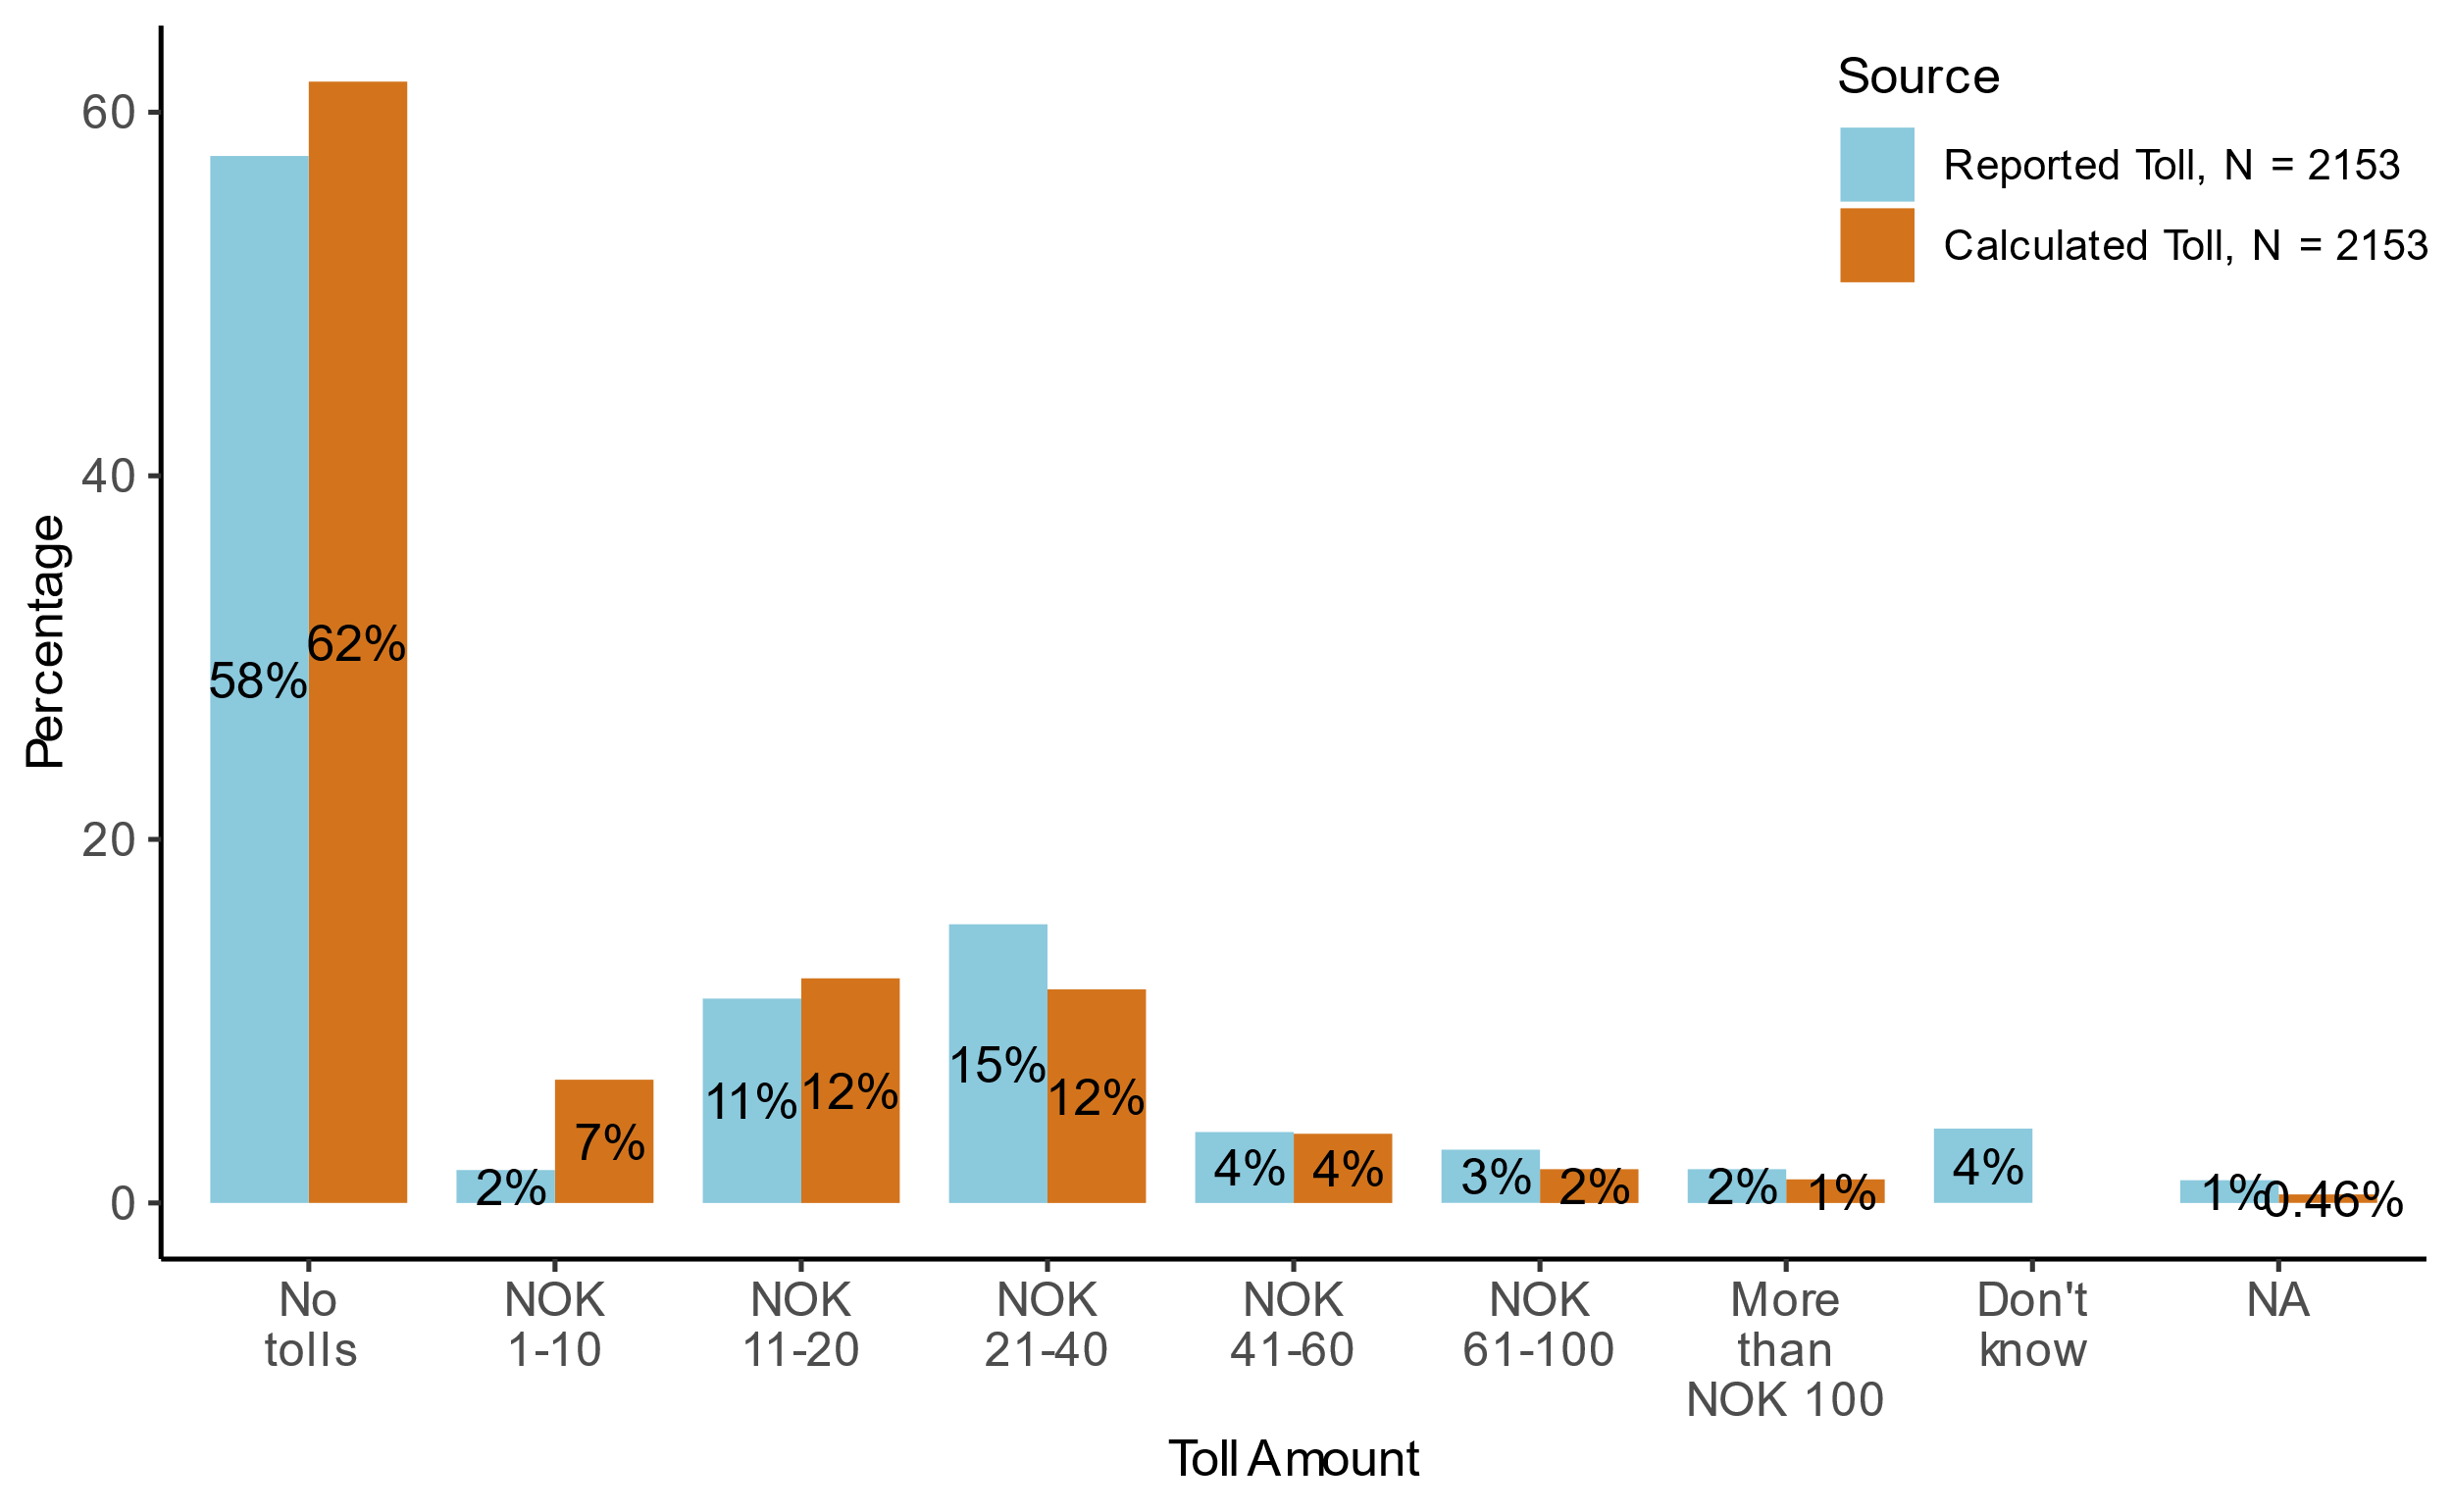 Source
Reported Toll, N = 2153
Calculated Toll, N = 2153
Percentage
60
40
20
0
58%
62%
2%
7%
11%
12%
15%
12%
4%
4%
3%
2%
2%
1%
4%
1%
0.46%
No
tolls
NOK
1-10
NOK
11-20
NOK
21-40
NOK
41-60
NOK
61-100
More
than
NOK 100
Don't
know
NA
Toll Amount